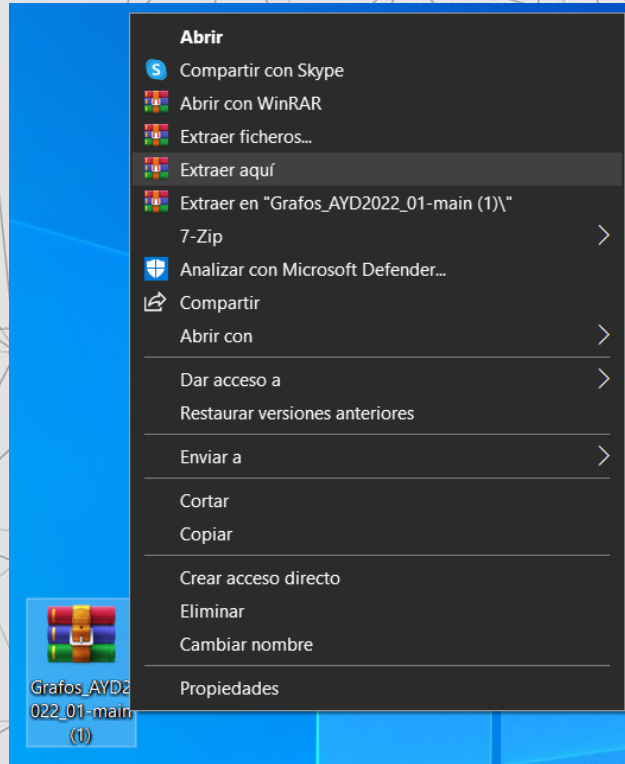 Abrir
Compartir con Skype
Abrir con WinRAR
Extraer ficheros...
Extraer aquí
Extraer en "Grafos_AYD2022_01-main (1)\"
7-Zip
Analizar con Microsoft Defender...
Compartir
Abrir con
Dar acceso a
Restaurar versiones anteriores
Enviar a
Cortar
Copiar
Crear acceso directo
Eliminar
Cambiar nombre
Propiedades
Grafos_AYD2
022_01-main
(1)